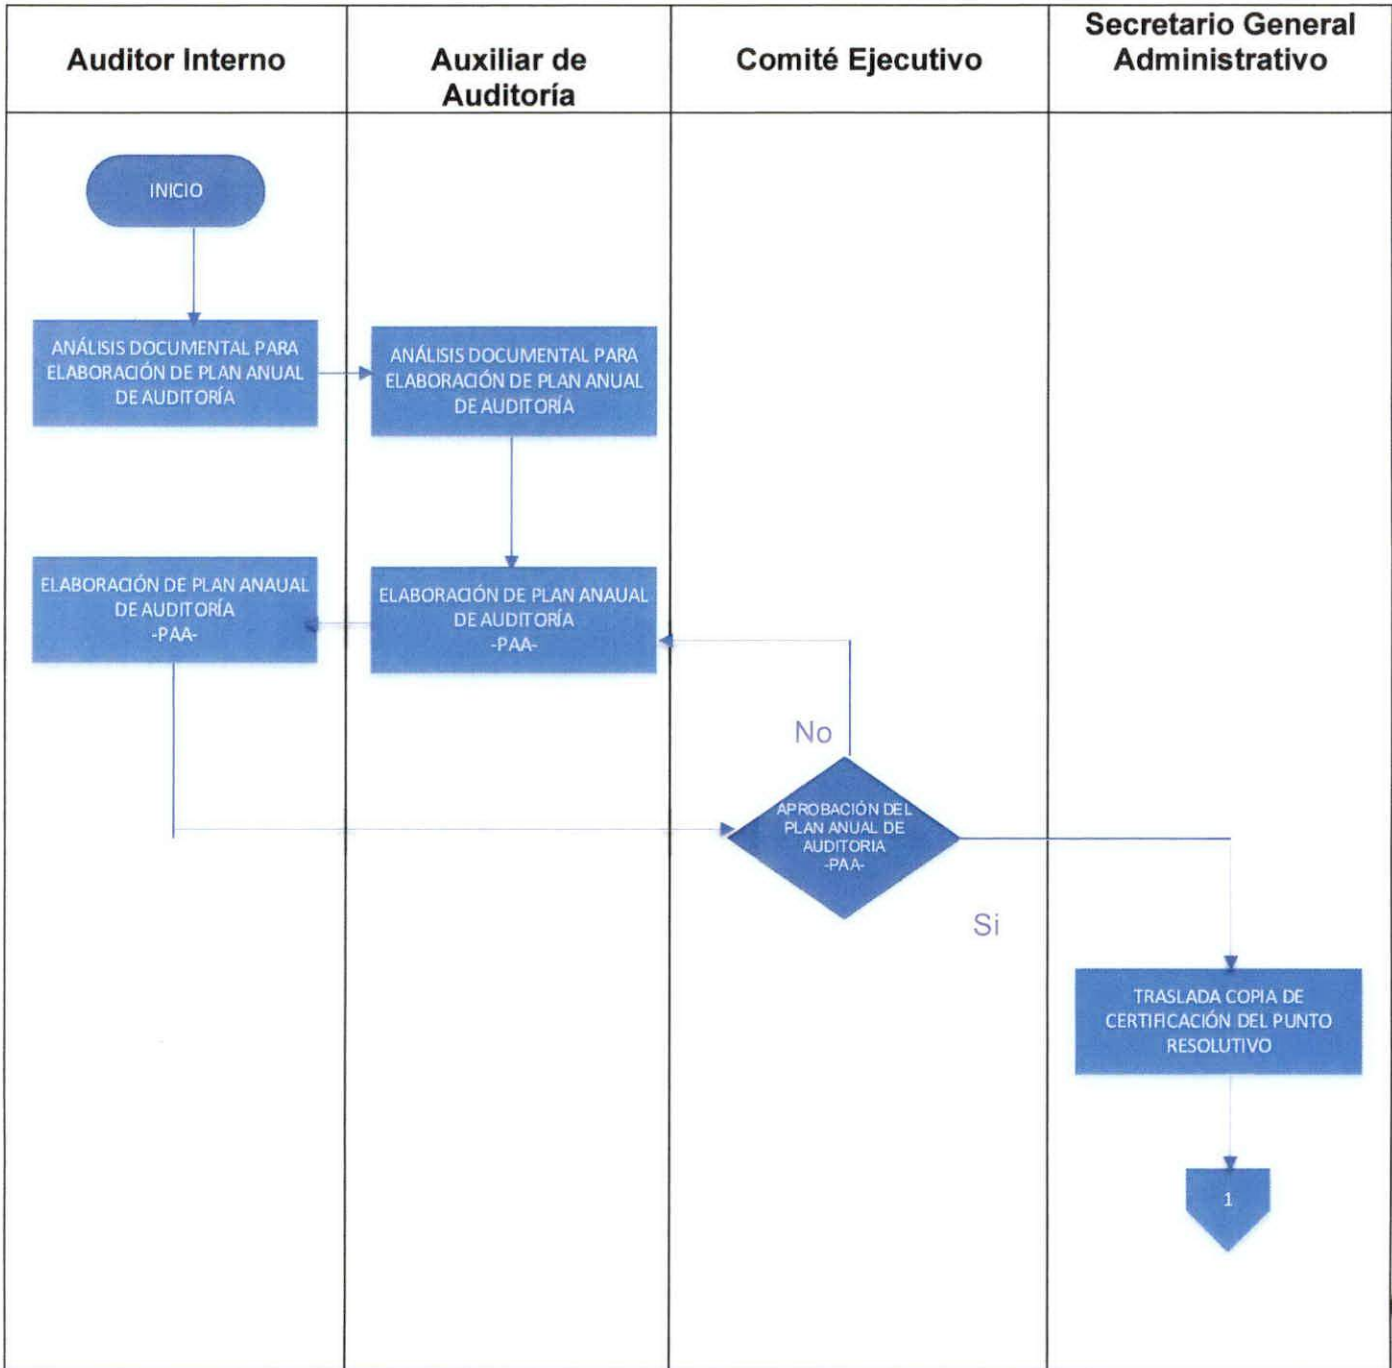 Auditor Interno
Auxiliar de
Auditoría
Comité Ejecutivo
Secretario General
Administrativo
INICIO
ANÁLISIS DOCUMENTAL PARA
ELABORACIÓN DE PLAN ANUAL
DE AUDITORÍA
ANÁLISIS DOCUMENTAL PARA
ELABORACIÓN DE PLAN ANUAL
DE AUDITORÍA
ELABORACIÓN DE PLAN ANAUAL
DE AUDITORÍA
-PAA-
ELABORACIÓN DE PLAN ANAUAL
DE AUDITORÍA
-PAA-
No
APROBACIÓN DEL
PLAN ANUAL DE
AUDITORIA
-PAA-
Si
TRASLADA COPIA DE
CERTIFICACIÓN DEL PUNTO
RESOLUTIVO
1